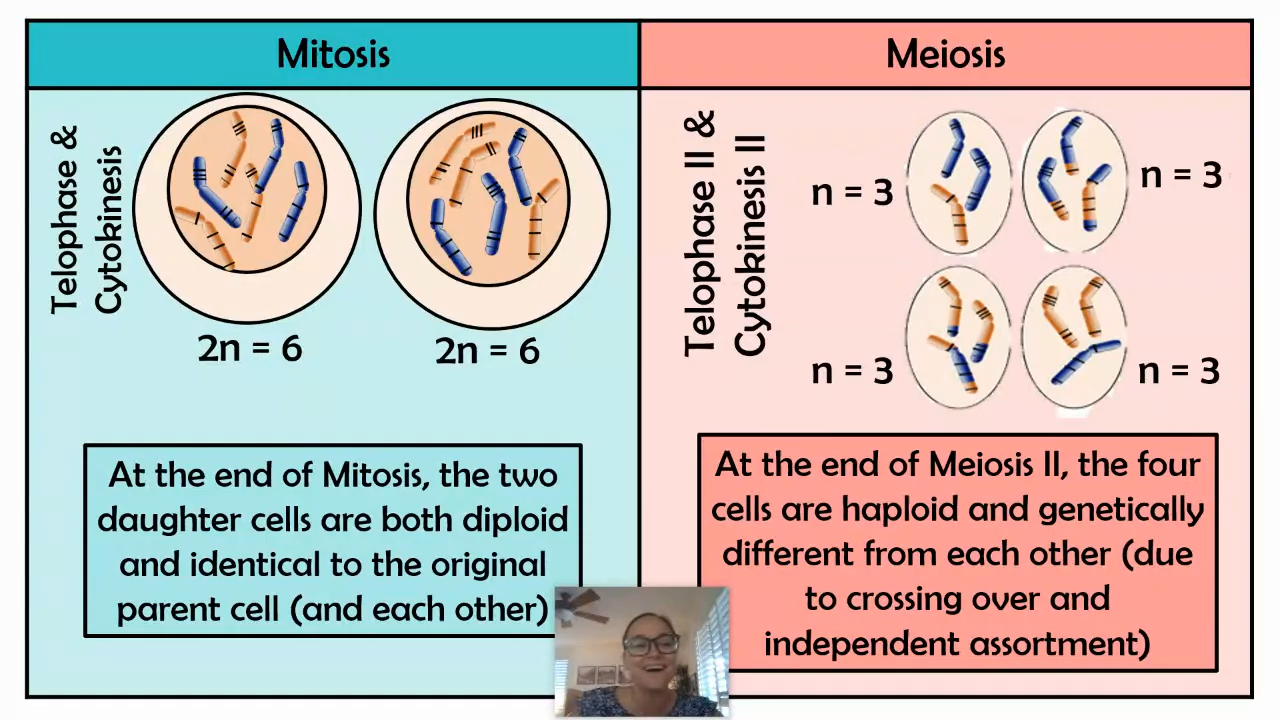 Mitosis
Telophase &
Cytokinesis
2n = 6
2n = 6
At the end of Mitosis, the two
daughter cells are both diploid
and identical to the original
parent cell (and each other)
Meiosis
Telophase II &
Cytokinesis II
n = 3
n = 3
n = 3
n = 3
At the end of Meiosis II, the four
cells are haploid and genetically
different from each other (due
to crossing over and
independent assortment)